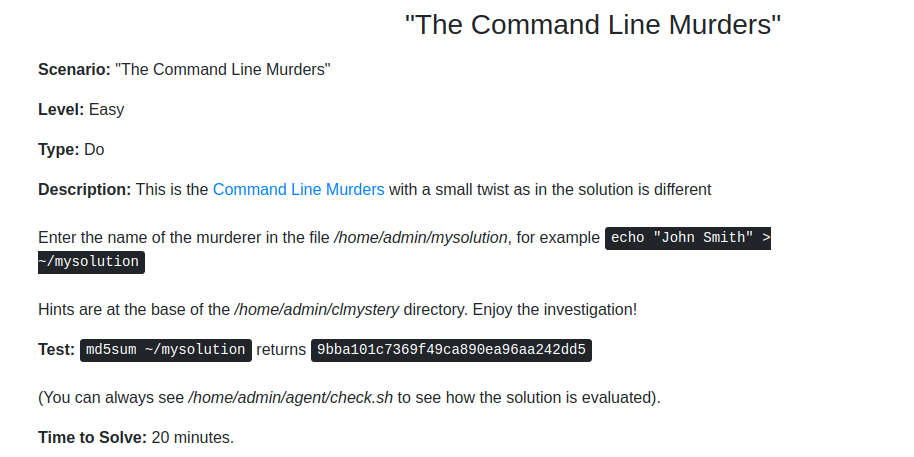 "The Command Line Murders"
Scenario: "The Command Line Murders"
Level: Easy
Type: Do
Description: This is the Command Line Murders with a small twist as in the solution is different
Enter the name of the murderer in the file /home/admin/mysolution, for example echo "John Smith" >
~/mysolution
Hints are at the base of the /home/admin/clmystery directory. Enjoy the investigation!
Test: md5sum ~/mysolution returns 9bba101c7369f49ca890ea96aa242dd5
(You can always see /home/admin/agent/check.sh to see how the solution is evaluated).
Time to Solve: 20 minutes.